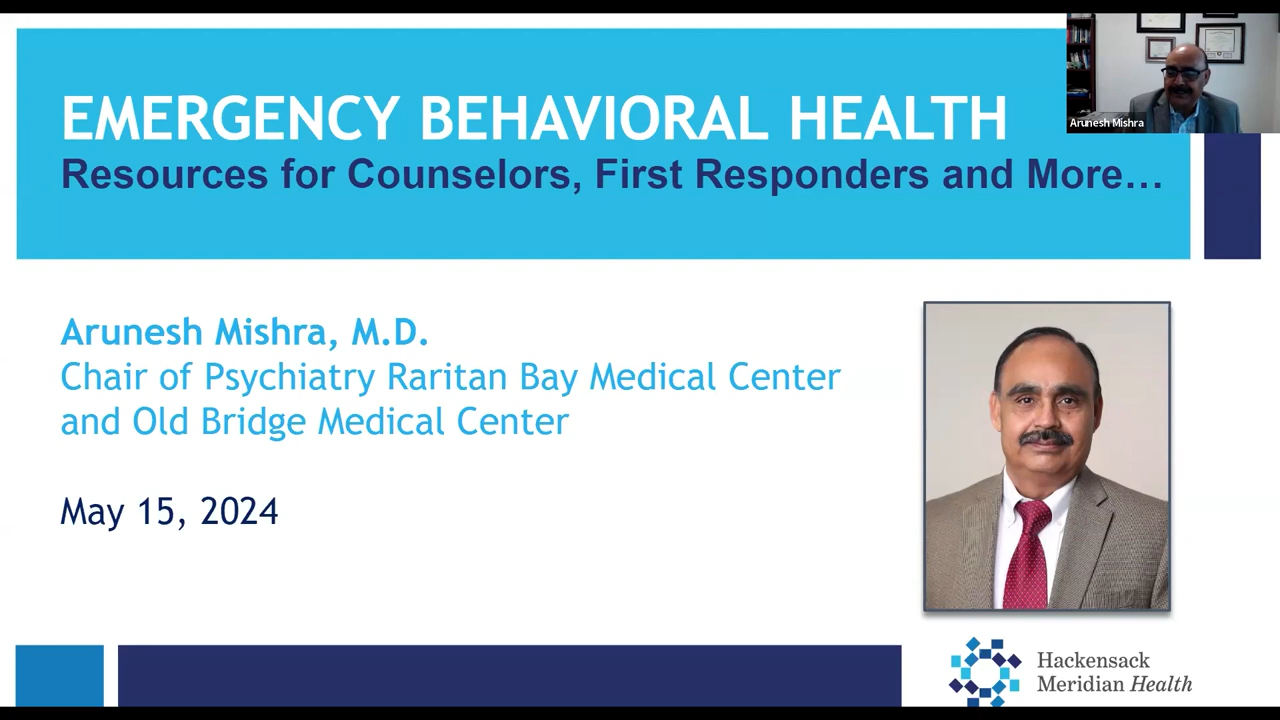 EMERGENCY BEHAVIORAL HEALTH
Resources for Counselors, First Responders and More…
Arunesh Mishra
Arunesh Mishra, M.D.
Chair of Psychiatry Raritan Bay Medical Center
and Old Bridge Medical Center
May 15, 2024
Hackensack
Meridian Health